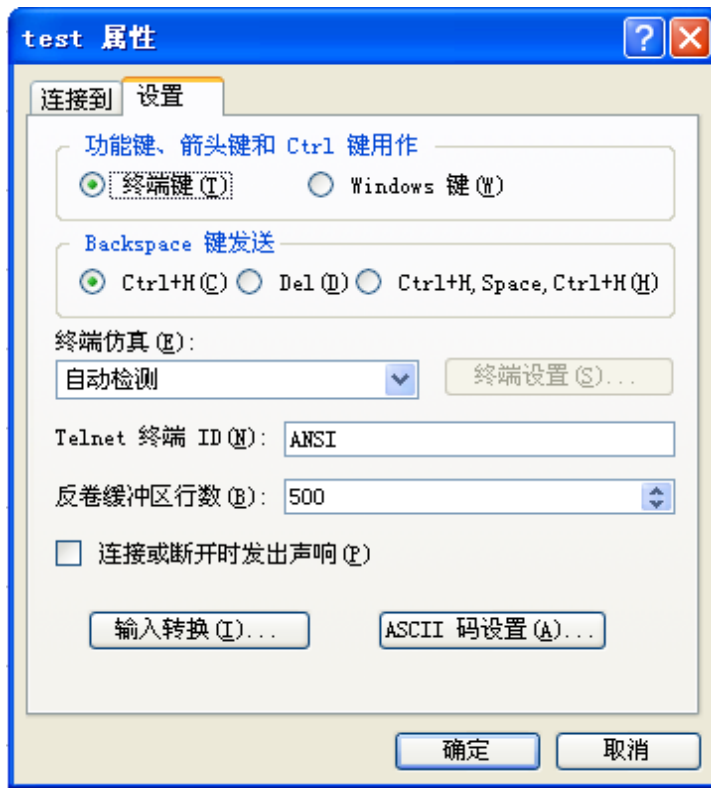 test 属性
连接到 设置
功能键、箭头键和 Ctrl 键用作
终端键(T) Windows 键(W)
Backspace 键发送
Ctrl+H(C) Del(D) Ctrl+H, Space, Ctrl+H(H)
终端仿真(E):
自动检测 终端设置(S)...
Telnet 终端 ID(N): ANSI
反卷缓冲区行数(B): 500
连接或断开时发出声响(P)
输入转换(I)... ASCII 码设置(A)...
确定 取消